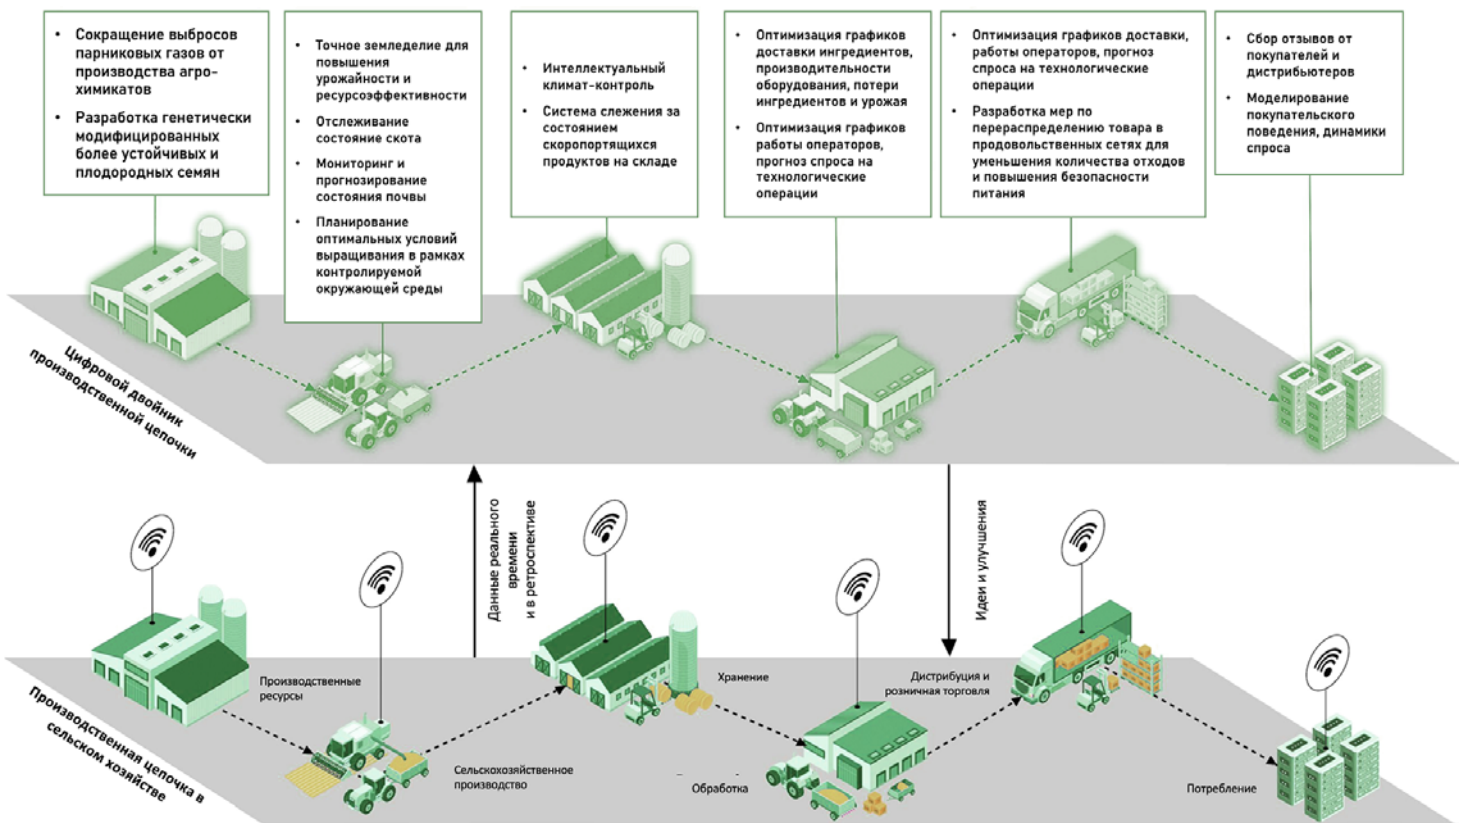 • Сокращение выбросов
парниковых газов от
производства агро-
химикатов
• Разработка генетически
модифицированных
более устойчивых и
плодородных семян
• Точное земледелие для
повышения
урожайности и
ресурсоэффективности
• Отслеживание
состояние скота
• Мониторинг и
прогнозирование
состояния почвы
• Планирование
оптимальных условий
выращивания в рамках
контролируемой
окружающей среды
• Интеллектуальный
климат-контроль
• Система слежения за
состоянием
скоропортящихся
продуктов на складе
• Оптимизация графиков
доставки ингредиентов,
производительности
оборудования, потери
ингредиентов и урожая
• Оптимизация графиков
работы операторов,
прогноз спроса на
технологические
операции
• Оптимизация графиков доставки,
работы операторов, прогноз
спроса на технологические
операции
• Разработка мер по
перераспределению товара в
продовольственных сетях для
уменьшения количества отходов
и повышения безопасности
питания
• Сбор отзывов от
покупателей и
дистрибьютеров
• Моделирование
покупательского
поведения, динамики
спроса
Цифровой двойник
производственной цепочки
Данные реального
времени
и в ретроспективе
Идеи и улучшения
Производственная цепочка в
сельском хозяйстве
Производственные
ресурсы
Сельскохозяйственное
производство
Хранение
Обработка
Дистрибуция и
розничная торговля
Потребление